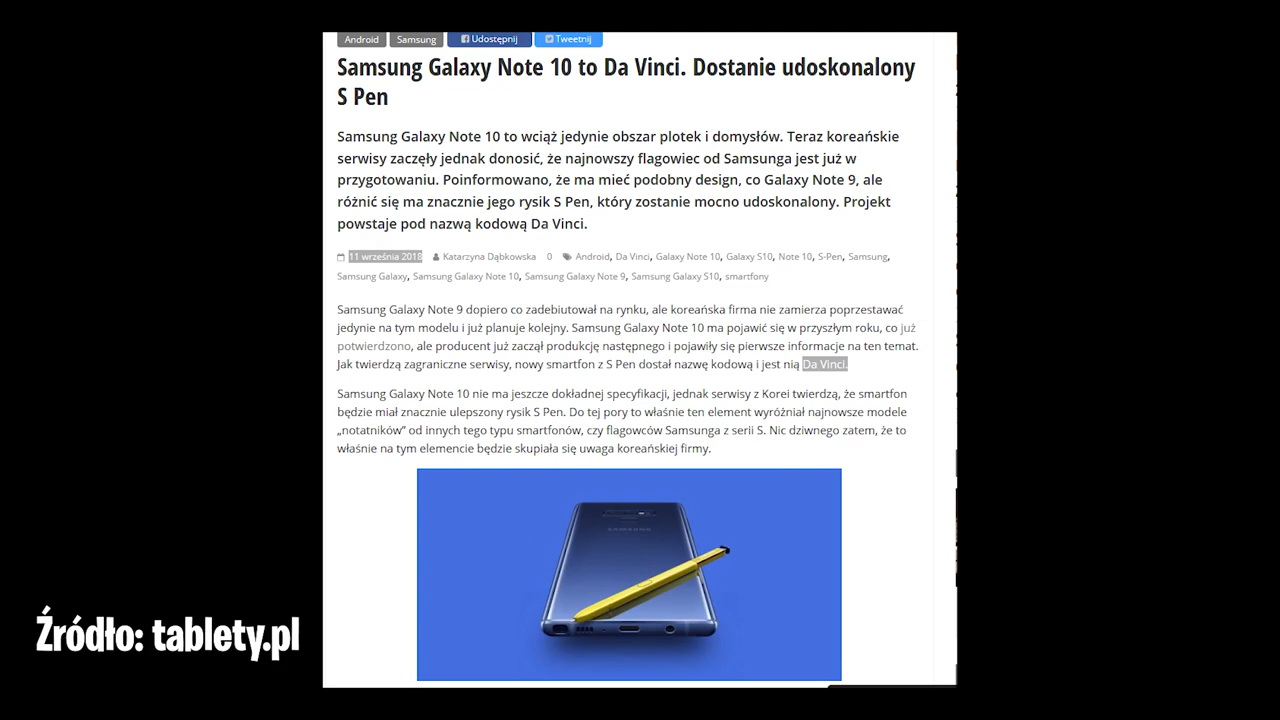 Android Samsung Udostępnij Tweetnij
Samsung Galaxy Note 10 to Da Vinci. Dostanie udoskonalony
S Pen
Samsung Galaxy Note 10 to wciąż jedynie obszar plotek i domysłów. Teraz koreańskie
serwisy zaczęły jednak donosić, że najnowszy flagowiec od Samsunga jest już w
przygotowaniu. Poinformowano, że ma mieć podobny design, co Galaxy Note 9, ale
różnić się ma znacznie jego rysik S Pen, który zostanie mocno udoskonalony. Projekt
powstaje pod nazwą kodową Da Vinci.
11 września 2018 Katarzyna Dąbkowska 0 Android, Da Vinci, Galaxy Note 10, Galaxy S10, Note 10, S-Pen, Samsung,
Samsung Galaxy, Samsung Galaxy Note 10, Samsung Galaxy Note 9, Samsung Galaxy S10, smartfony
Samsung Galaxy Note 9 dopiero co zadebiutował na rynku, ale koreańska firma nie zamierza poprzestawać
jedynie na tym modelu i już planuje kolejny. Samsung Galaxy Note 10 ma pojawić się w przyszłym roku, co już
potwierdzono, ale producent już zaczął produkcję następnego i pojawiły się pierwsze informacje na ten temat.
Jak twierdzą zagraniczne serwisy, nowy smartfon z S Pen dostał nazwę kodową i jest nią Da Vinci.
Samsung Galaxy Note 10 nie ma jeszcze dokładnej specyfikacji, jednak serwisy z Korei twierdzą, że smartfon
będzie miał znacznie ulepszony rysik S Pen. Do tej pory to właśnie ten element wyróżniał najnowsze modele
„notatników” od innych tego typu smartfonów, czy flagowców Samsunga z serii S. Nic dziwnego zatem, że to
właśnie na tym elemencie będzie skupiała się uwaga koreańskiej firmy.
SAMSUNG
Źródło: tablety.pl